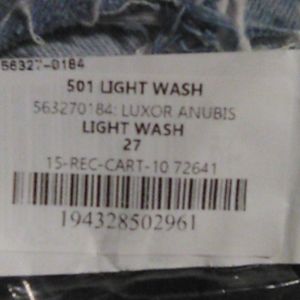 56327-0184
501 LIGHT WASH
563270184: LUXOR ANUBIS
LIGHT WASH
27
15-REC-CART-10 72641
194328502961